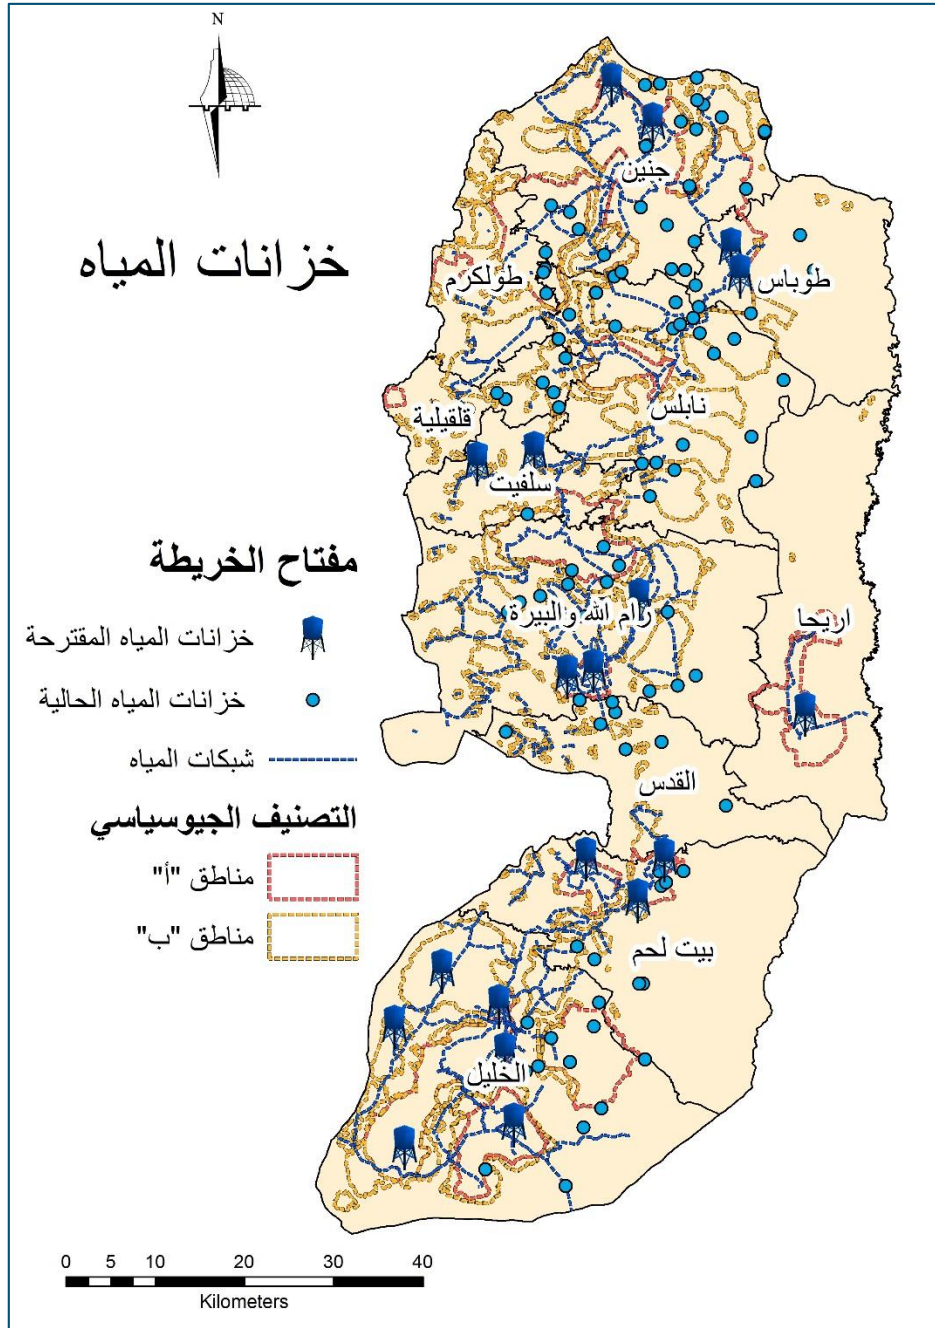 N
خزانات المياه
جنين
طوباس
طولكرم
نابلس
قلقيلية
سلفيت
رام الله والبيرة
اريحا
القدس
بيت لحم
الخليل
مفتاح الخريطة
خزانات المياه المقترحة
خزانات المياه الحالية
شبكات المياه
التصنيف الجيوسياسي
مناطق "أ"
مناطق "ب"
0 5 10 20 30 40
Kilometers